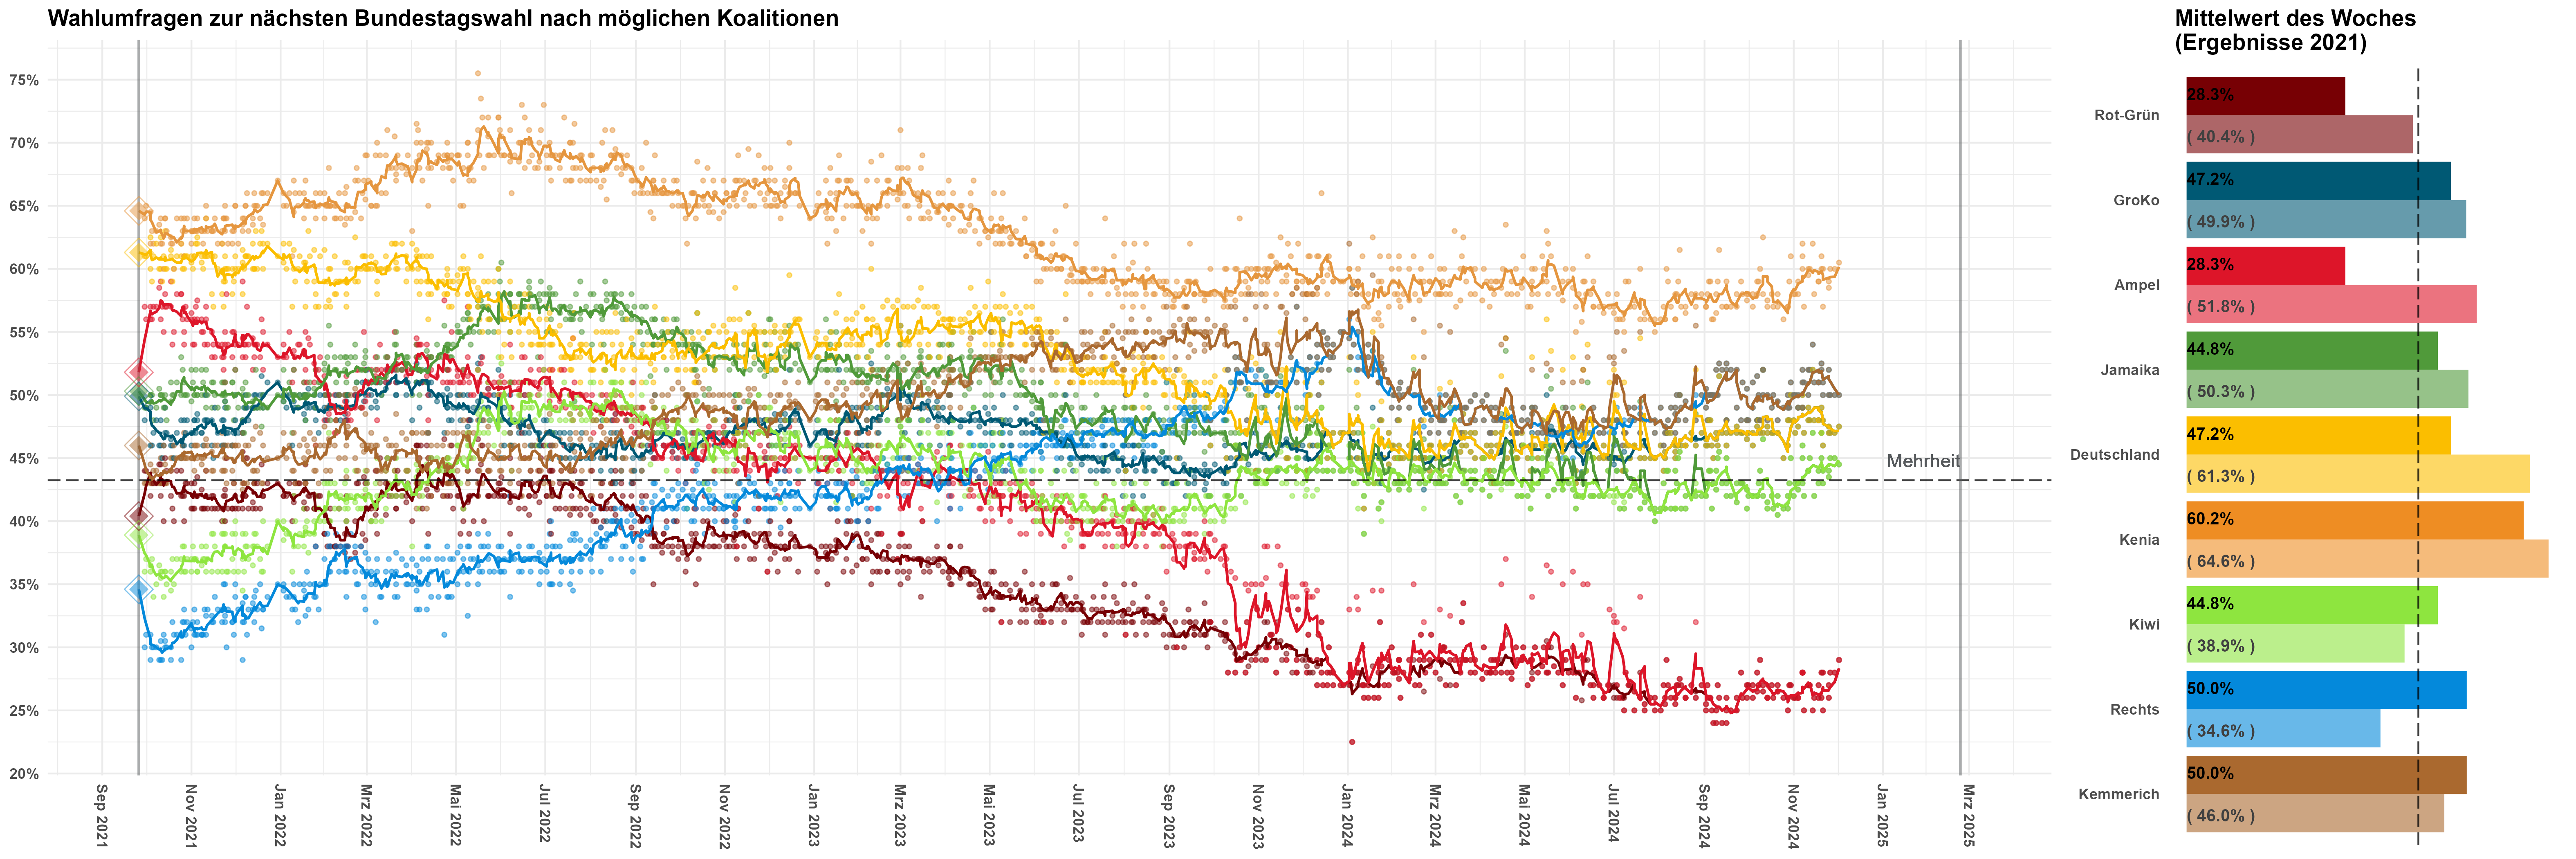 Wahlumfragen zur nächsten Bundestagswahl nach möglichen Koalitionen
75%
70%
65%
60%
55%
50%
45%
40%
35%
30%
25%
20%
Mehrheit
Sep 2021
Nov 2021
Jan 2022
Mrz 2022
Mai 2022
Jul 2022
Sep 2022
Nov 2022
Jan 2023
Mrz 2023
Mai 2023
Jul 2023
Sep 2023
Nov 2023
Jan 2024
Mrz 2024
Mai 2024
Jul 2024
Sep 2024
Nov 2024
Jan 2025
Mrz 2025
Mittelwert des Woches
(Ergebnisse 2021)
Rot-Grün
28.3%
( 40.4% )
GroKo
47.2%
( 49.9% )
Ampel
28.3%
( 51.8% )
Jamaika
44.8%
( 50.3% )
Deutschland
47.2%
( 61.3% )
Kenia
60.2%
( 64.6% )
Kiwi
44.8%
( 38.9% )
Rechts
50.0%
( 34.6% )
Kemmerich
50.0%
( 46.0% )